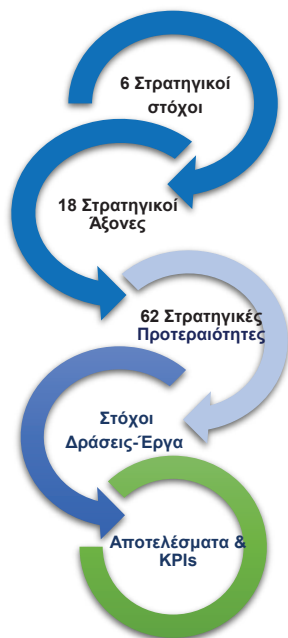 6 Στρατηγικοί
στόχοι
18 Στρατηγικοί
Άξονες
62 Στρατηγικές
Προτεραιότητες
Στόχοι
Δράσεις-Έργα
Αποτελέσματα &
KPIs